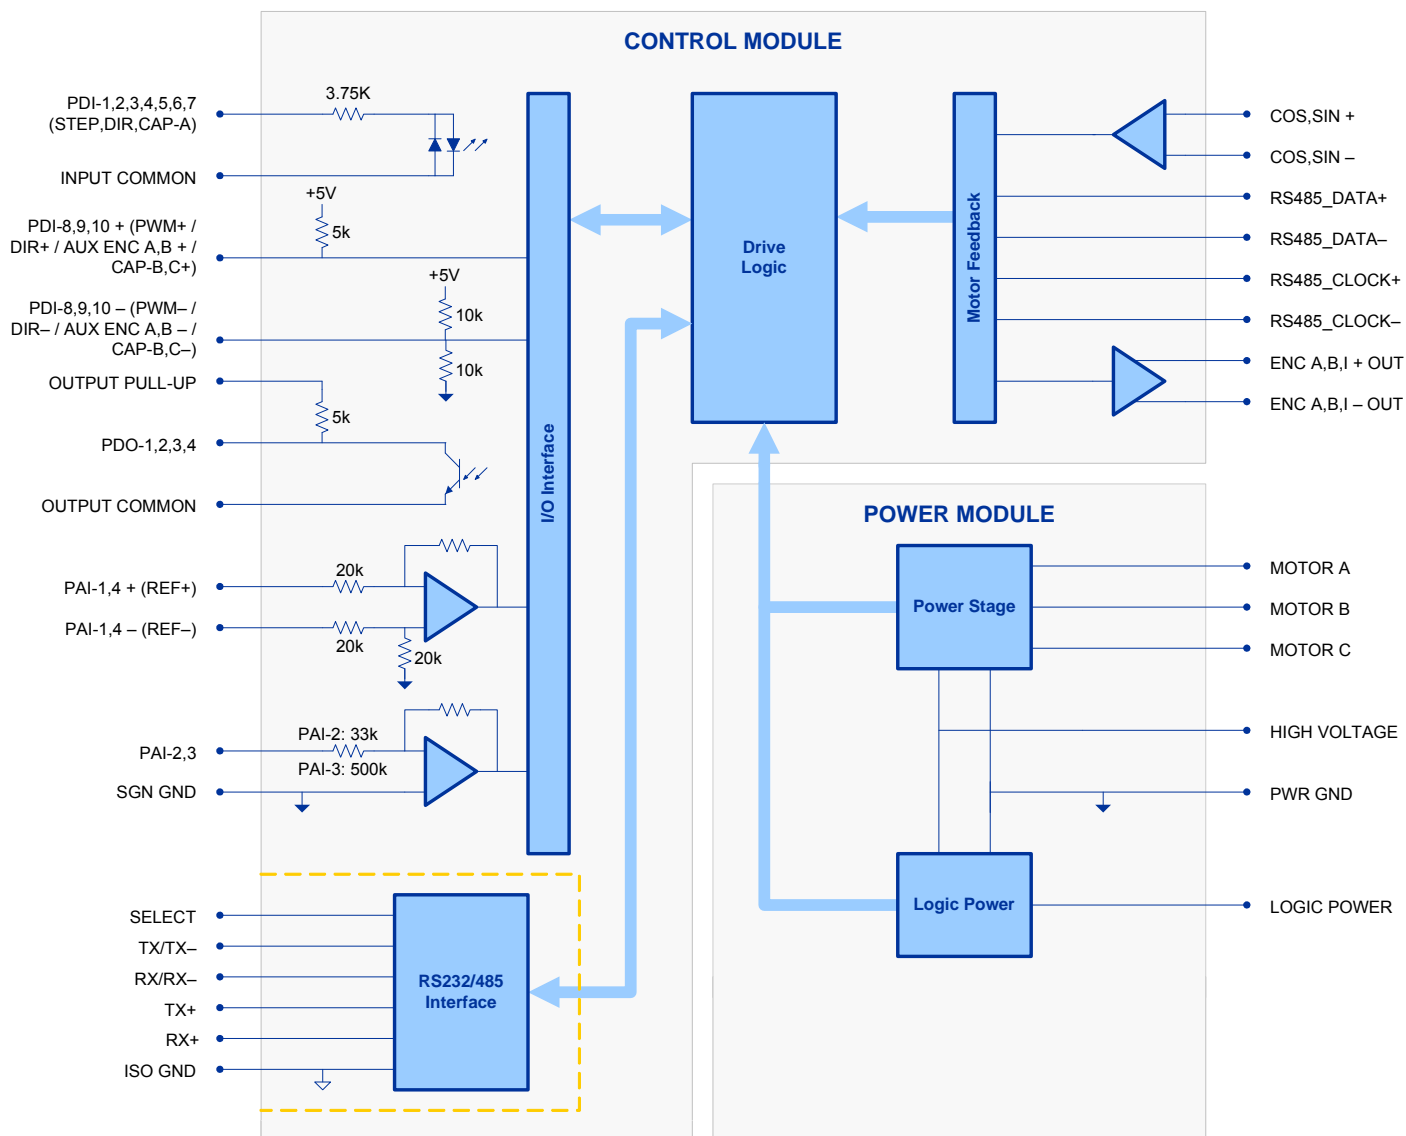 CONTROL MODULE
PDI-1,2,3,4,5,6,7
(STEP,DIR,CAP-A)
3.75K
INPUT COMMON
+5V
5k
PDI-8,9,10 + (PWM+ /
DIR+ / AUX ENC A,B + /
CAP-B,C+)
+5V
10k
10k
PDI-8,9,10 – (PWM– /
DIR– / AUX ENC A,B – /
CAP-B,C–)
OUTPUT PULL-UP
5k
PDO-1,2,3,4
OUTPUT COMMON
PAI-1,4 + (REF+)
20k
PAI-1,4 – (REF–)
20k
20k
PAI-2,3
PAI-2: 33k
PAI-3: 500k
SGN GND
I/O Interface
SELECT
TX/TX–
RX/RX–
TX+
RX+
ISO GND
RS232/485
Interface
Drive
Logic
Motor Feedback
COS,SIN +
COS,SIN –
RS485_DATA+
RS485_DATA–
RS485_CLOCK+
RS485_CLOCK–
ENC A,B,I + OUT
ENC A,B,I – OUT
POWER MODULE
Power Stage
MOTOR A
MOTOR B
MOTOR C
HIGH VOLTAGE
PWR GND
Logic Power
LOGIC POWER